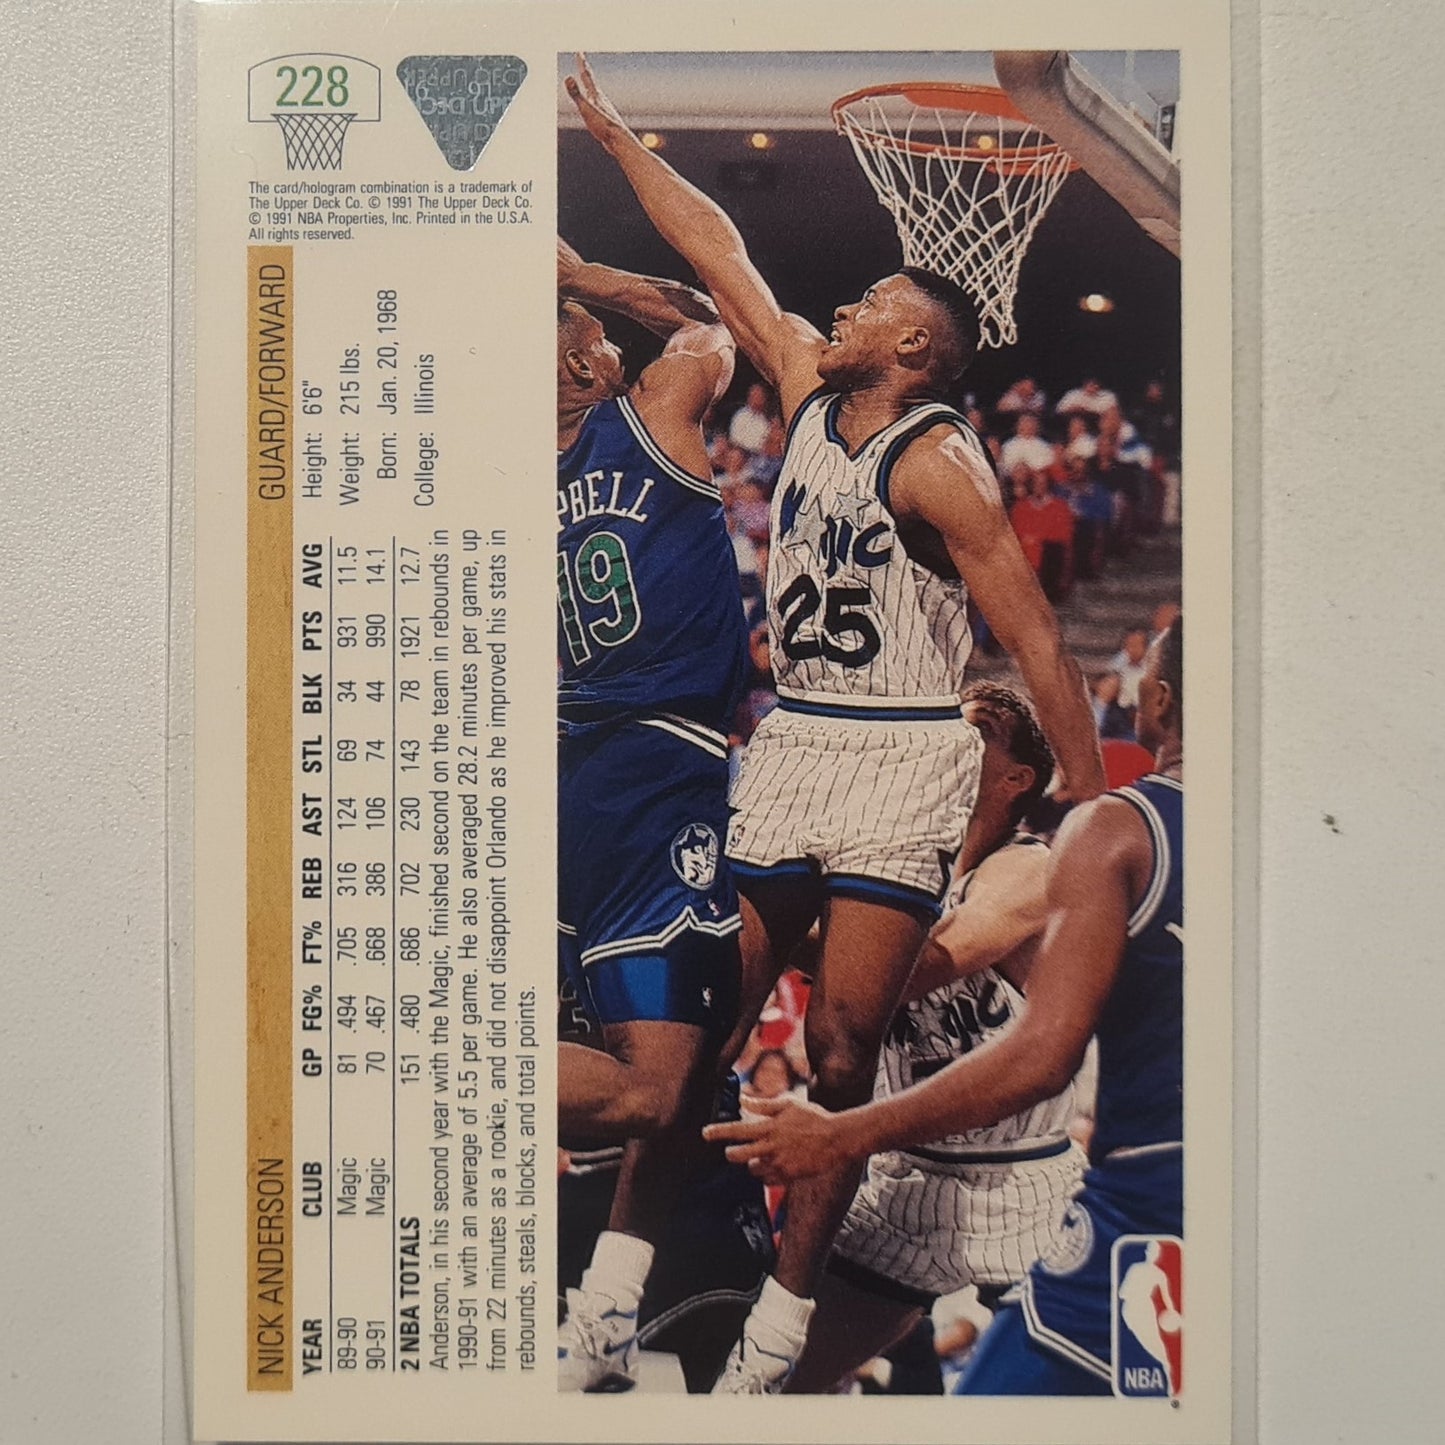 228
The card/hologram combination is a trademark of
The Upper Deck Co. © 1991 The Upper Deck Co.
© 1991 NBA Properties, Inc. Printed in the U.S.A.
All rights reserved.
NICK ANDERSON GUARD/FORWARD
Height: 6'6"
Weight: 215 lbs.
Born: Jan. 20, 1968
College: Illinois
YEAR CLUB GP FG% FT% REB AST STL BLK PTS AVG
89-90 Magic 81 .494 .705 316 124 69 34 931 11.5
90-91 Magic 70 .467 .668 386 106 74 44 990 14.1
2 NBA TOTALS 151 .480 .686 702 230 143 78 1921 12.7
Anderson, in his second year with the Magic, finished second on the team in rebounds in
1990-91 with an average of 5.5 per game. He also averaged 28.2 minutes per game, up
from 22 minutes as a rookie, and did not disappoint Orlando as he improved his stats in
rebounds, steals, blocks, and total points.
PBELL
19
Magic
25
NBA